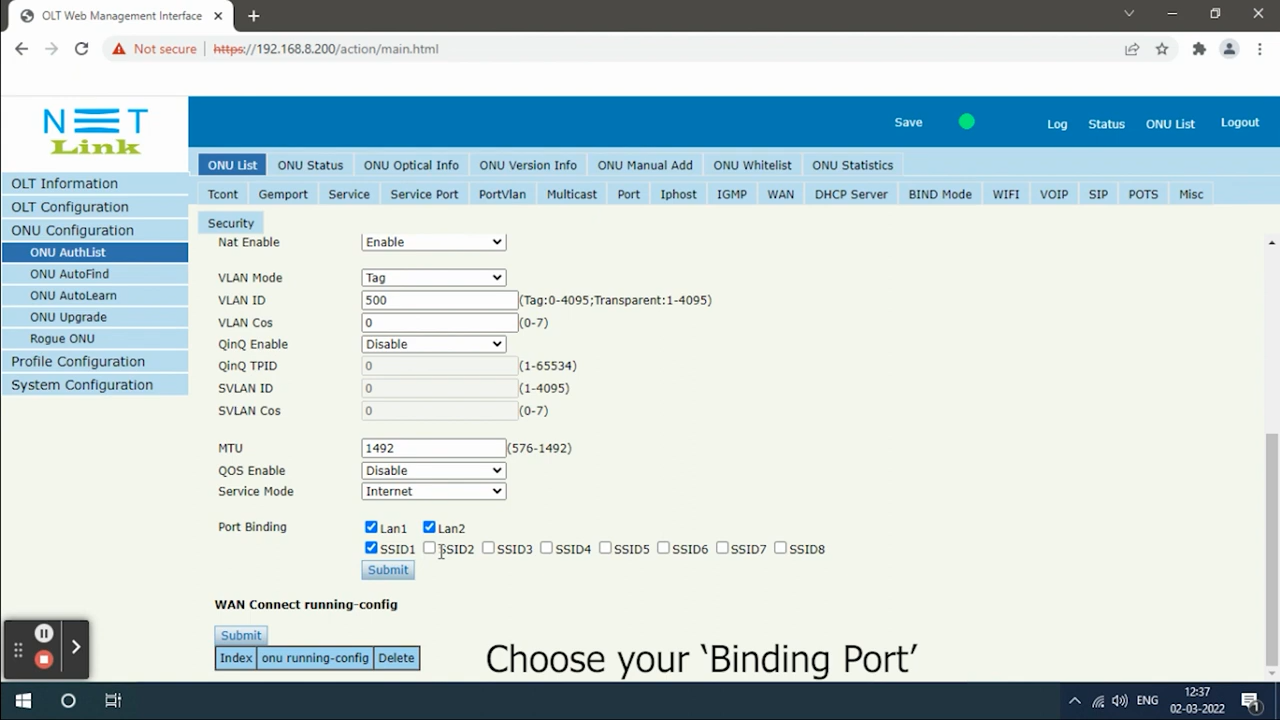 OLT Web Management Interface
Not secure https://192.168.8.200/action/main.html
NET
Link
Save Log Status ONU List Logout
ONU List ONU Status ONU Optical Info ONU Version Info ONU Manual Add ONU Whitelist ONU Statistics
Tcont Gemport Service Service Port PortVlan Multicast Port Iphost IGMP WAN DHCP Server BIND Mode WIFI VOIP SIP POTS Misc
Security
OLT Information
OLT Configuration
ONU Configuration
ONU AuthList
ONU AutoFind
ONU AutoLearn
ONU Upgrade
Rogue ONU
Profile Configuration
System Configuration
Nat Enable Enable
VLAN Mode Tag
VLAN ID 500 (Tag:0-4095;Transparent:1-4095)
VLAN Cos 0 (0-7)
QinQ Enable Disable
QinQ TPID 0 (1-65534)
SVLAN ID 0 (1-4095)
SVLAN Cos 0 (0-7)
MTU 1492 (576-1492)
QOS Enable Disable
Service Mode Internet
Port Binding Lan1 Lan2
SSID1 SSID2 SSID3 SSID4 SSID5 SSID6 SSID7 SSID8
Submit
WAN Connect running-config
Submit
Index onu running-config Delete
Choose your ‘Binding Port’
ENG 12:37
02-03-2022 1